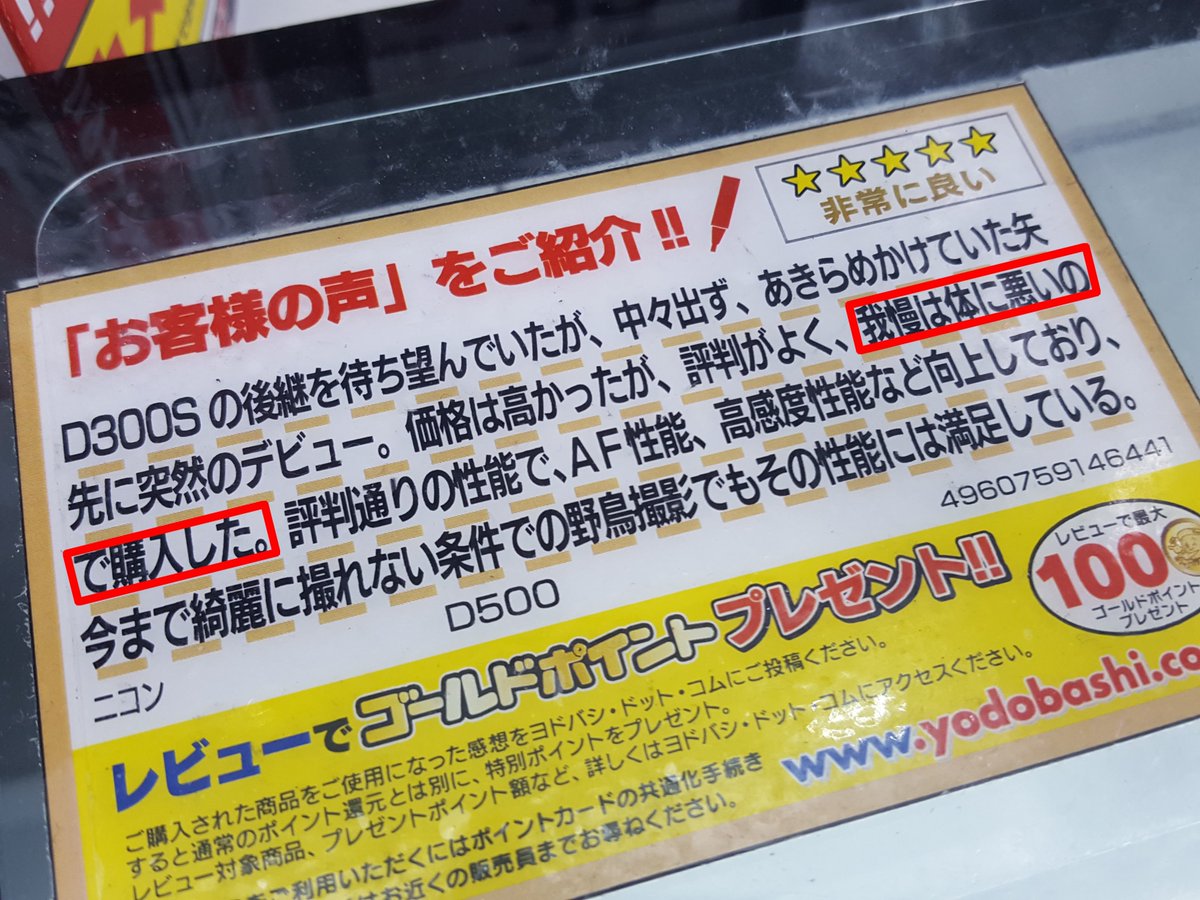 「お客様の声」をご紹介!!
★★★★★
非常に良い
D300Sの後継を待ち望んでいたが、中々出ず、あきらめかけていた矢
先に突然のデビュー。価格は高かったが、評判がよく、我慢は体に悪いの
で購入した。評判通りの性能で、AF性能、高感度性能など向上しており、
今まで綺麗に撮れない条件での野鳥撮影でもその性能には満足している。
ニコン
D500
4960759146441
レビューでゴールドポイントプレゼント!!
レビューで最大
100
ゴールドポイント
プレゼント
ご購入された商品をご使用になった感想をヨドバシ・ドット・コムにご投稿ください。
すると通常のポイント還元とは別に、特別ポイントをプレゼント。
レビュー対象商品、プレゼントポイント額など、詳しくはヨドバシ・ドット・コムにアクセスください。
ご利用いただくにはポイントカードの共通化手続き
はお近くの販売員までお尋ねください。
www.yodobashi.co